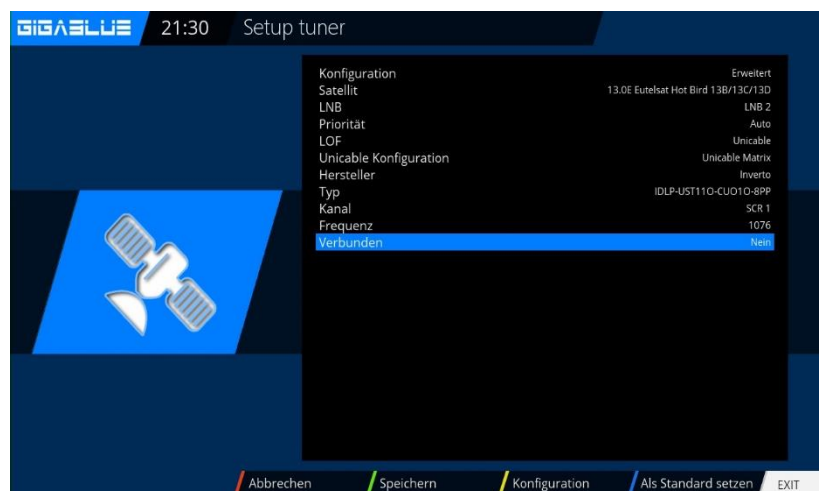 GIGABLUE 21:30 Setup tuner
Konfiguration Erweitert
Satellit 13.0E Eutelsat Hot Bird 13B/13C/13D
LNB LNB 2
Priorität Auto
LOF Unicable
Unicable Konfiguration Unicable Matrix
Hersteller Inverto
Typ IDLP-UST11O-CUO1O-8PP
Kanal SCR 1
Frequenz 1076
Verbunden Nein
Abbrechen Speichern Konfiguration Als Standard setzen EXIT